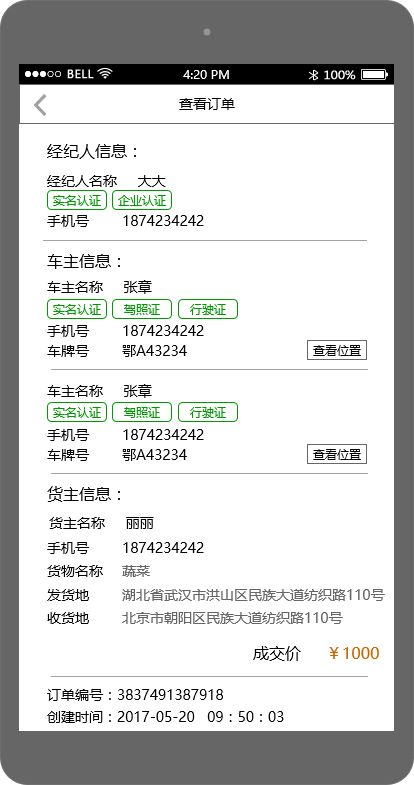 BELL 4:20 PM 100%
查看订单
经纪人信息：
经纪人名称 大大
实名认证 企业认证
手机号 1874234242
车主信息：
车主名称 张章
实名认证 驾照证 行驶证
手机号 1874234242
车牌号 鄂A43234 查看位置
车主名称 张章
实名认证 驾照证 行驶证
手机号 1874234242
车牌号 鄂A43234 查看位置
货主信息：
货主名称 丽丽
手机号 1874234242
货物名称 蔬菜
发货地 湖北省武汉市洪山区民族大道纺织路110号
收货地 北京市朝阳区民族大道纺织路110号
成交价 ￥1000
订单编号：3837491387918
创建时间：2017-05-20 09：50：03